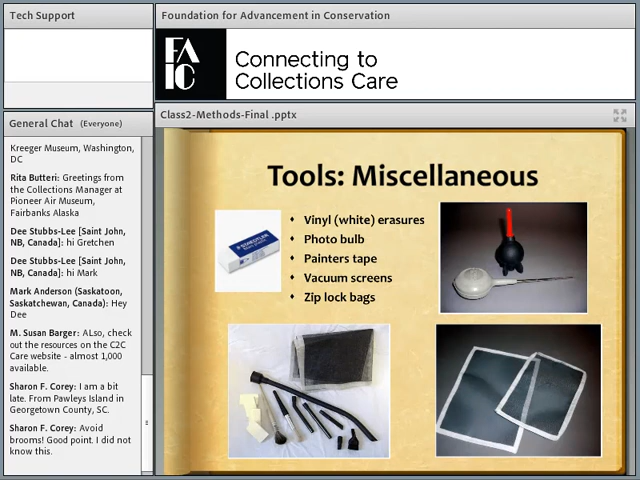 Tech Support
Foundation for Advancement in Conservation
FA
IC
Connecting to
Collections Care
General Chat (Everyone)
Kreeger Museum, Washington,
DC
Rita Butteri: Greetings from
the Collections Manager at
Pioneer Air Museum,
Fairbanks Alaska
Dee Stubbs-Lee [Saint John,
NB, Canada]: hi Gretchen
Dee Stubbs-Lee [Saint John,
NB, Canada]: hi Mark
Mark Anderson (Saskatoon,
Saskatchewan, Canada): Hey
Dee
M. Susan Barger: ALso, check
out the resources on the C2C
Care website - almost 1,000
available.
Sharon F. Corey: I am a bit
late. From Pawleys Island in
Georgetown County, SC.
Sharon F. Corey: Avoid
brooms! Good point. I did not
know this.
Class2-Methods-Final .pptx
Tools: Miscellaneous
Vinyl (white) erasures
Photo bulb
Painters tape
Vacuum screens
Zip lock bags
STAEDTLER